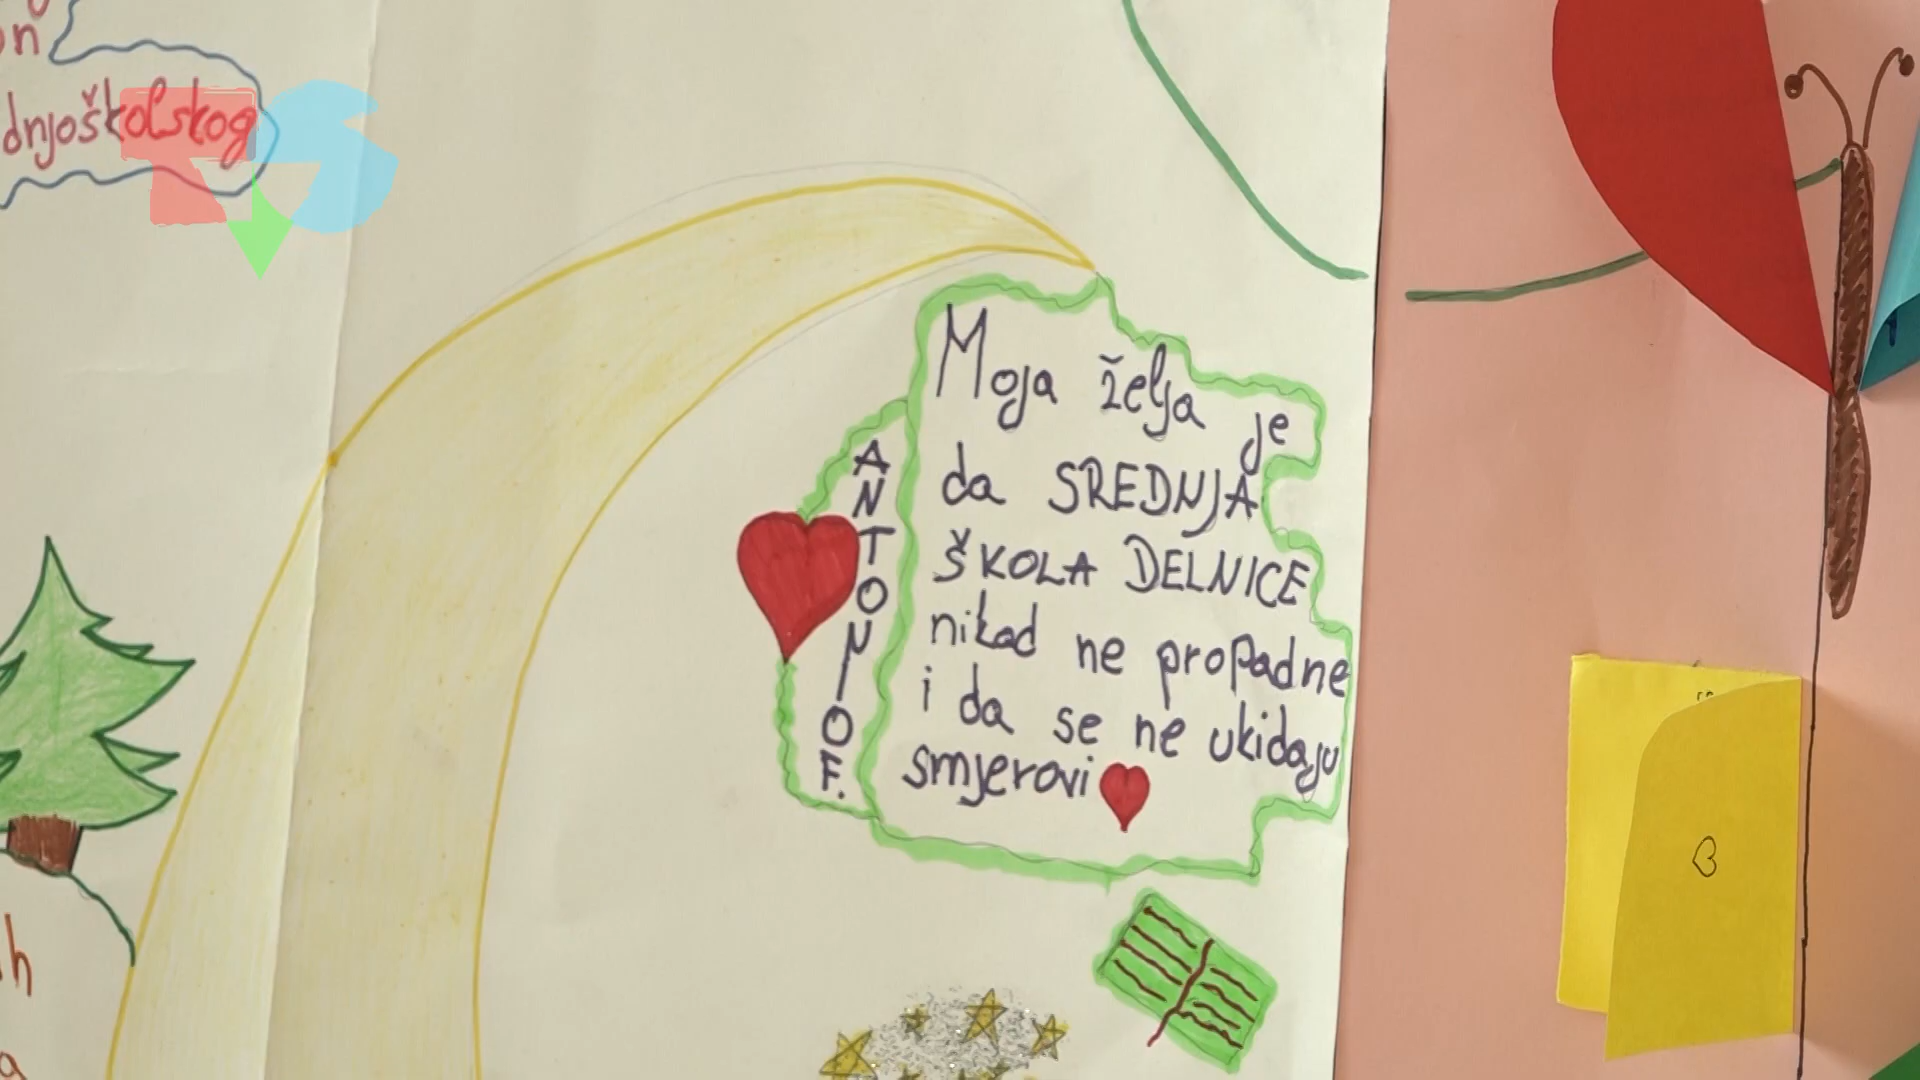 dnjoškolskog
ANTONIO F.
Moja želja je
da SREDNJA
ŠKOLA DELNICE
nikad ne propadne
i da se ne ukidaju
smjerovi